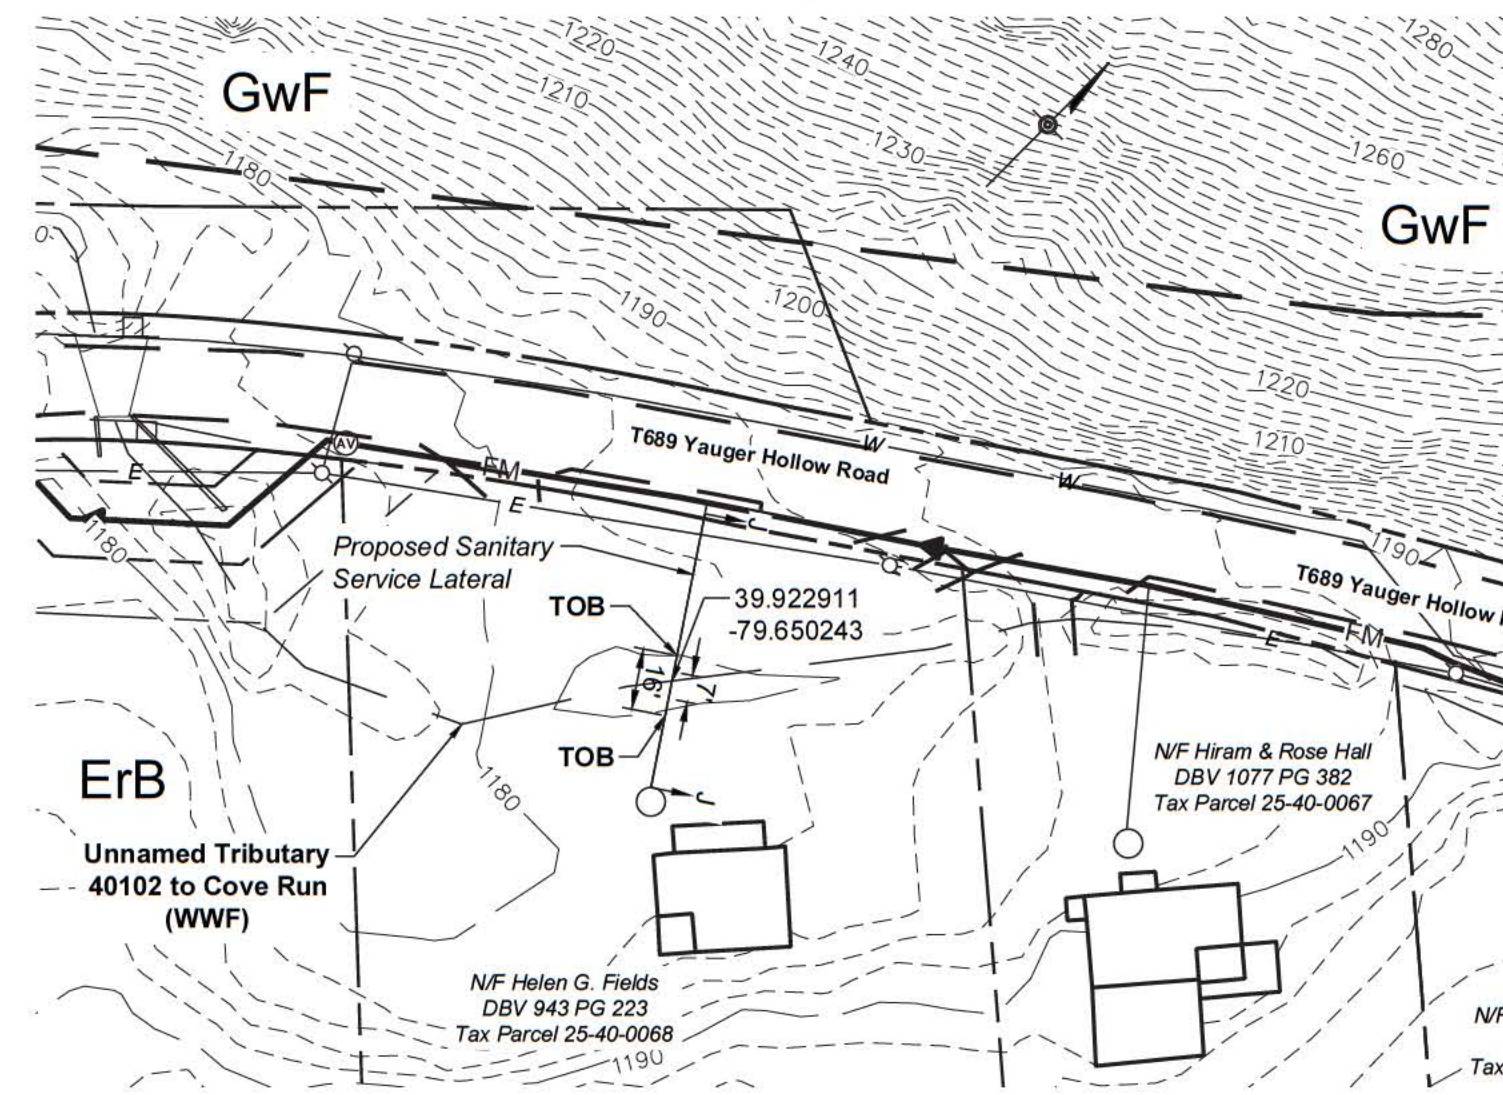 1220
1240
1280
GwF
1210
1230
1260
1180
GwF
1190
1200
1220
1210
W
T689 Yauger Hollow Road
W
AV
FM
E
E
1190
1180
J
Proposed Sanitary
Service Lateral
T689 Yauger Hollow
TOB
39.922911
-79.650243
FM
E
16'
7'
TOB
N/F Hiram & Rose Hall
DBV 1077 PG 382
Tax Parcel 25-40-0067
ErB
1180
J
1190
Unnamed Tributary
40102 to Cove Run
(WWF)
N/F Helen G. Fields
DBV 943 PG 223
Tax Parcel 25-40-0068
1190
N/F
Tax